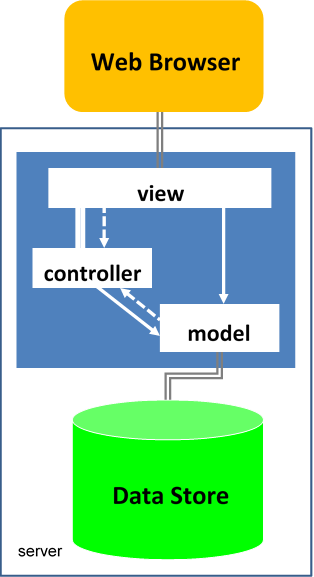 Web Browser
view
controller
model
Data Store
server